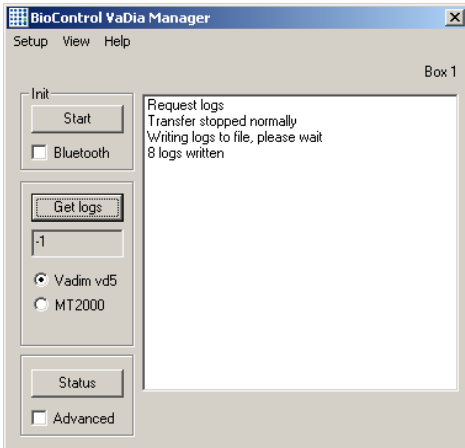 BioControl VaDia Manager
Setup View Help
Box 1
Init
Start
Bluetooth
Request logs
Transfer stopped normally
Writing logs to file, please wait
8 logs written
Get logs
-1
Vadim vd5
MT2000
Status
Advanced